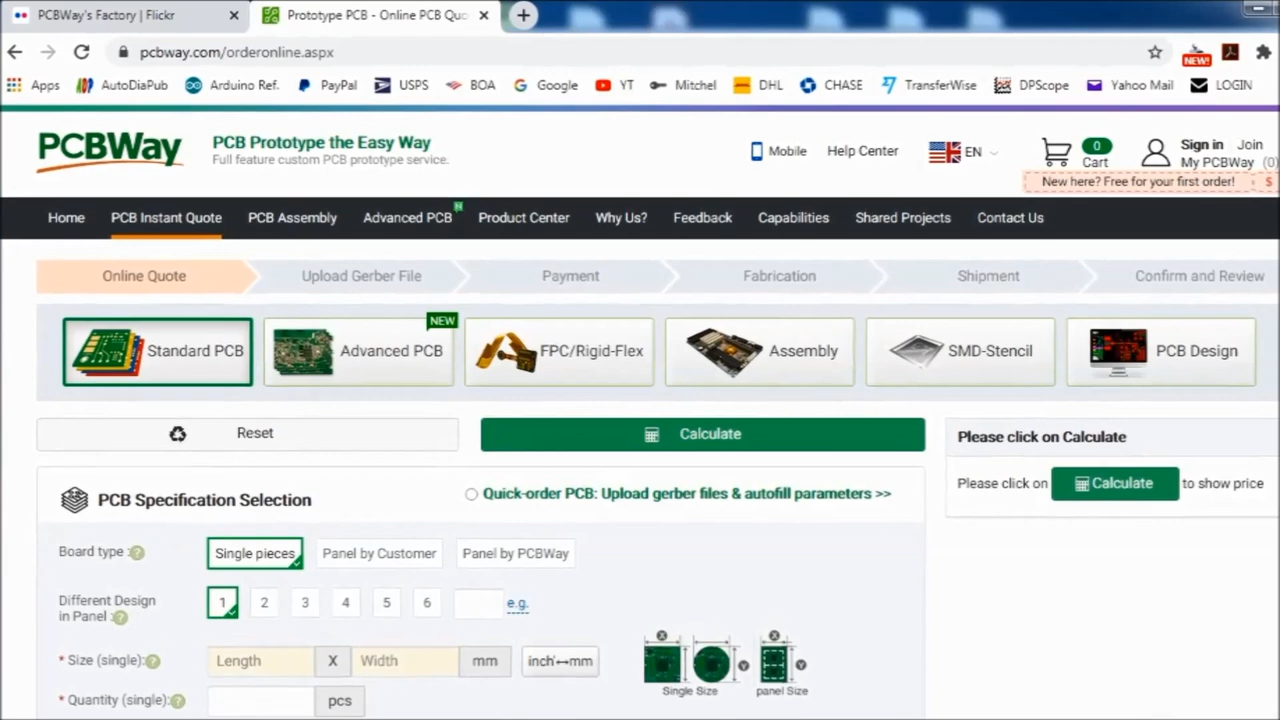 PCBWay's Factory | Flickr
Prototype PCB - Online PCB Quo
pcbway.com/orderonline.aspx
NEW!
Apps AutoDiaPub Arduino Ref. PayPal USPS BOA Google YT Mitchel DHL CHASE TransferWise DPScope Yahoo Mail LOGIN
PCBWay
PCB Prototype the Easy Way
Full feature custom PCB prototype service.
Mobile Help Center EN 0 Cart Sign in Join
My PCBWay (0)
New here? Free for your first order! $
Home PCB Instant Quote PCB Assembly Advanced PCB N Product Center Why Us? Feedback Capabilities Shared Projects Contact Us
Online Quote Upload Gerber File Payment Fabrication Shipment Confirm and Review
NEW
Standard PCB Advanced PCB FPC/Rigid-Flex Assembly SMD-Stencil PCB Design
Reset Calculate
Please click on Calculate
Please click on Calculate to show price
PCB Specification Selection
Quick-order PCB: Upload gerber files & autofill parameters >>
Board type :? Single pieces Panel by Customer Panel by PCBWay
Different Design
in Panel :? 1 2 3 4 5 6 e.g.
* Size (single):? Length X Width mm inch↔mm
X X
Y Y
Single Size panel Size
* Quantity (single):? pcs